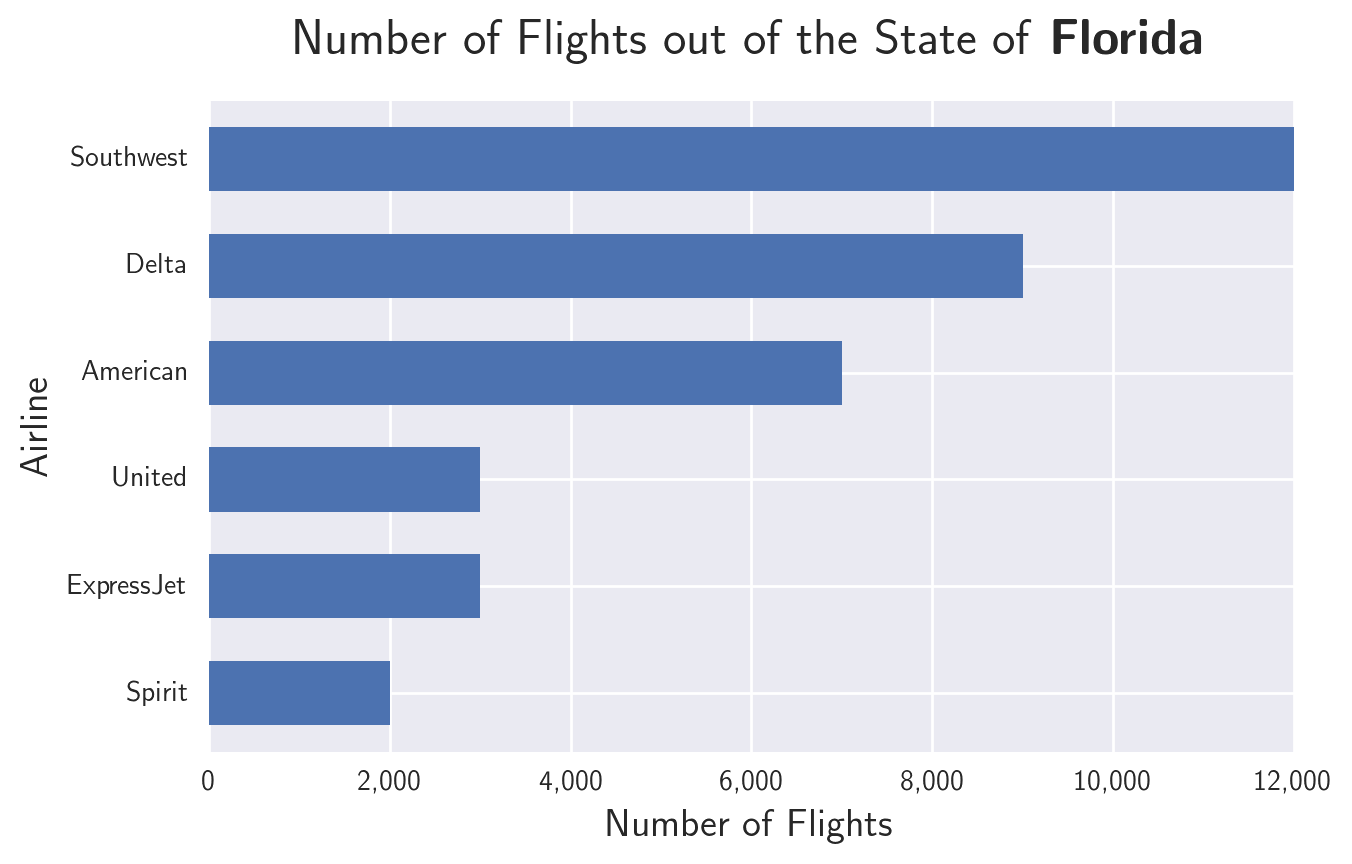 Number of Flights out of the State of Florida
Southwest
Delta
American
United
ExpressJet
Spirit
Airline
0 2,000 4,000 6,000 8,000 10,000 12,000
Number of Flights